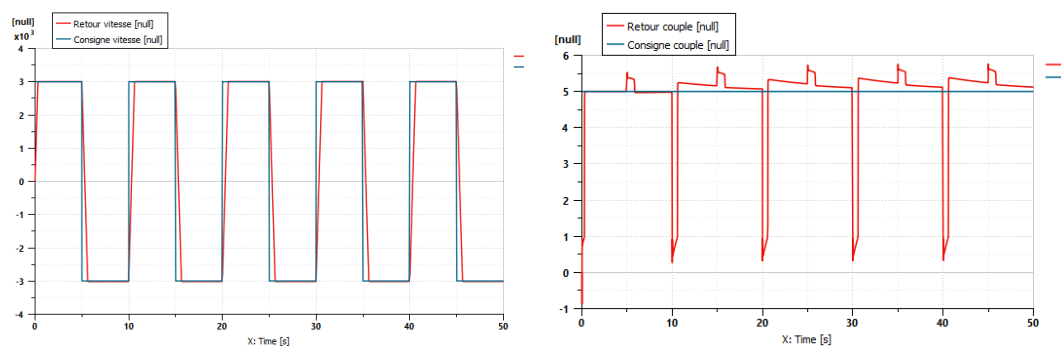 [null]
x10³
Retour vitesse [null]
Consigne vitesse [null]
4
3
2
1
0
-1
-2
-3
-4
0 10 20 30 40 50
X: Time [s]
[null]
Retour couple [null]
Consigne couple [null]
6
5
4
3
2
1
0
-1
0 10 20 30 40 50
X: Time [s]